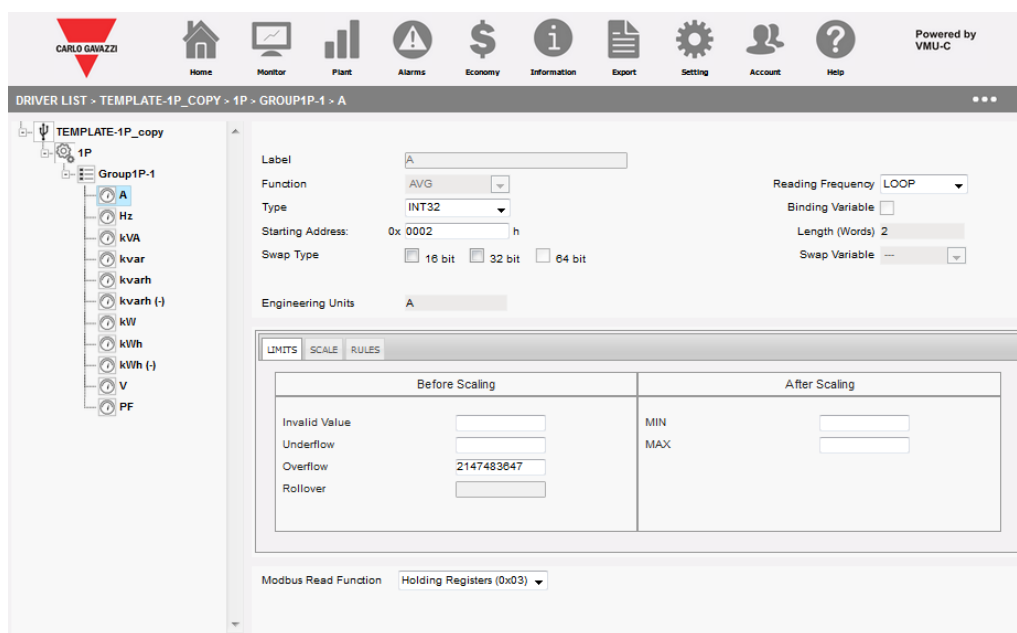 CARLO GAVAZZI
Home
Monitor
Plant
Alarms
Economy
Information
Export
Setting
Account
Help
Powered by
VMU-C
DRIVER LIST > TEMPLATE-1P_COPY > 1P > GROUP1P-1 > A
TEMPLATE-1P_copy
1P
Group1P-1
A
Hz
kVA
kvar
kvarh
kvarh (-)
kW
kWh
kWh (-)
V
PF
Label A
Function AVG Reading Frequency LOOP
Type INT32 Binding Variable
Starting Address: 0x 0002 h Length (Words) 2
Swap Type 16 bit 32 bit 64 bit Swap Variable ---
Engineering Units A
LIMITS SCALE RULES
Before Scaling After Scaling
Invalid Value MIN
Underflow MAX
Overflow 2147483647
Rollover
Modbus Read Function Holding Registers (0x03)